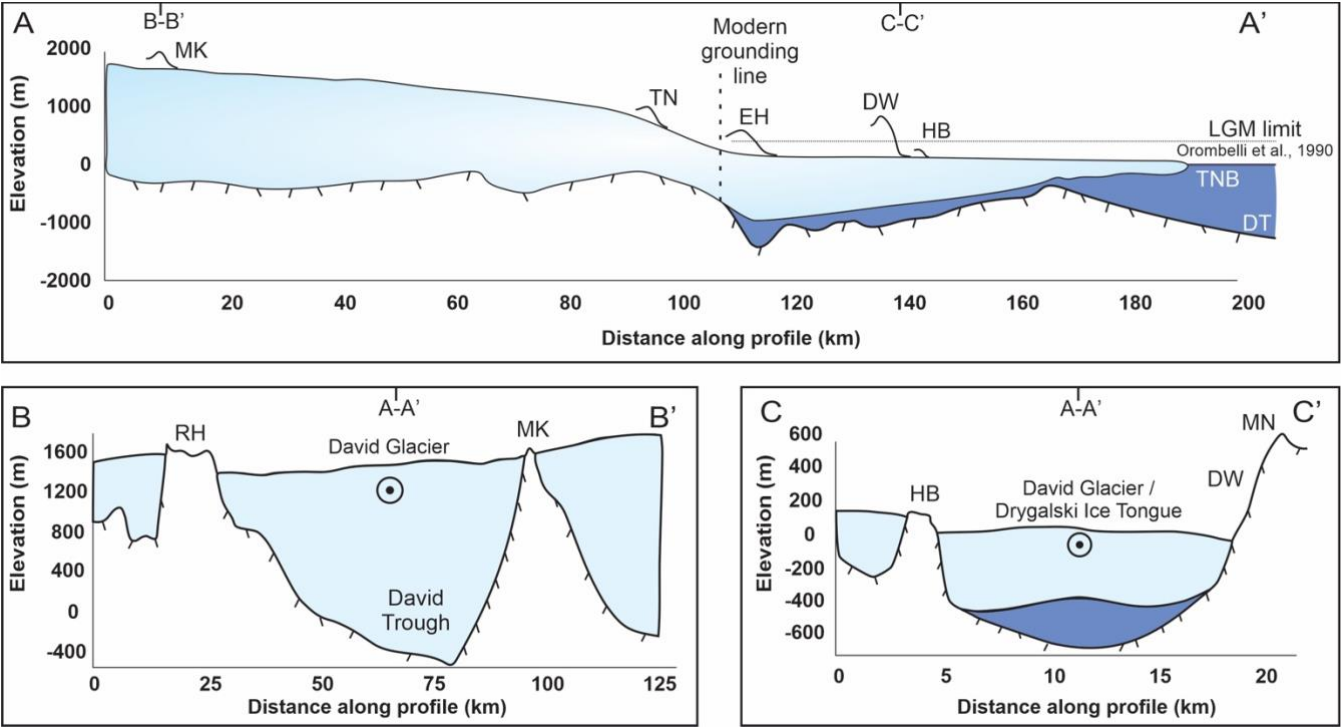 A
B-B'
C-C'
A'
Modern
grounding
line
2000
1000
0
-1000
-2000
Elevation (m)
MK
TN
EH
DW
HB
LGM limit
Orombelli et al., 1990
TNB
DT
0 20 40 60 80 100 120 140 160 180 200
Distance along profile (km)
B
A-A'
B'
1600
1200
800
400
0
-400
Elevation (m)
RH
David Glacier
MK
David
Trough
0 25 50 75 100 125
Distance along profile (km)
C
A-A'
C'
600
400
200
0
-200
-400
-600
Elevation (m)
MN
DW
HB
David Glacier /
Drygalski Ice Tongue
0 5 10 15 20
Distance along profile (km)